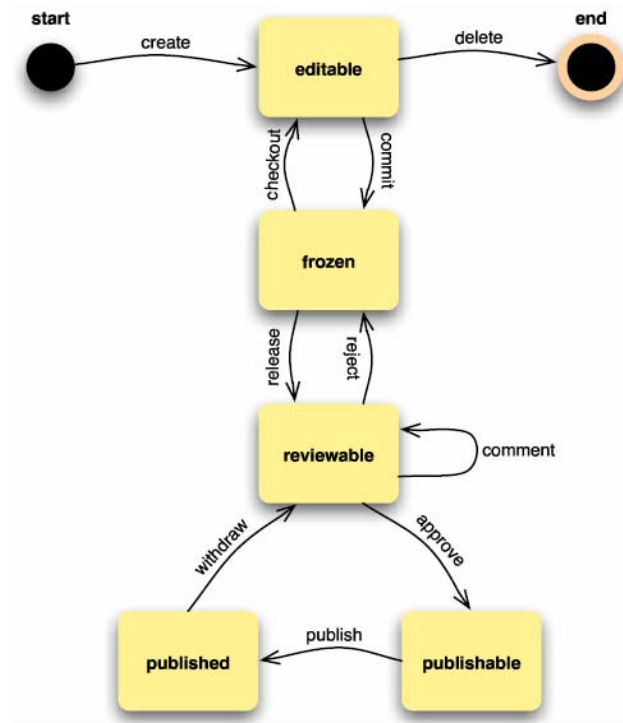 start
end
create
delete
editable
checkout
commit
frozen
release
reject
reviewable
comment
withdraw
approve
publish
published
publishable